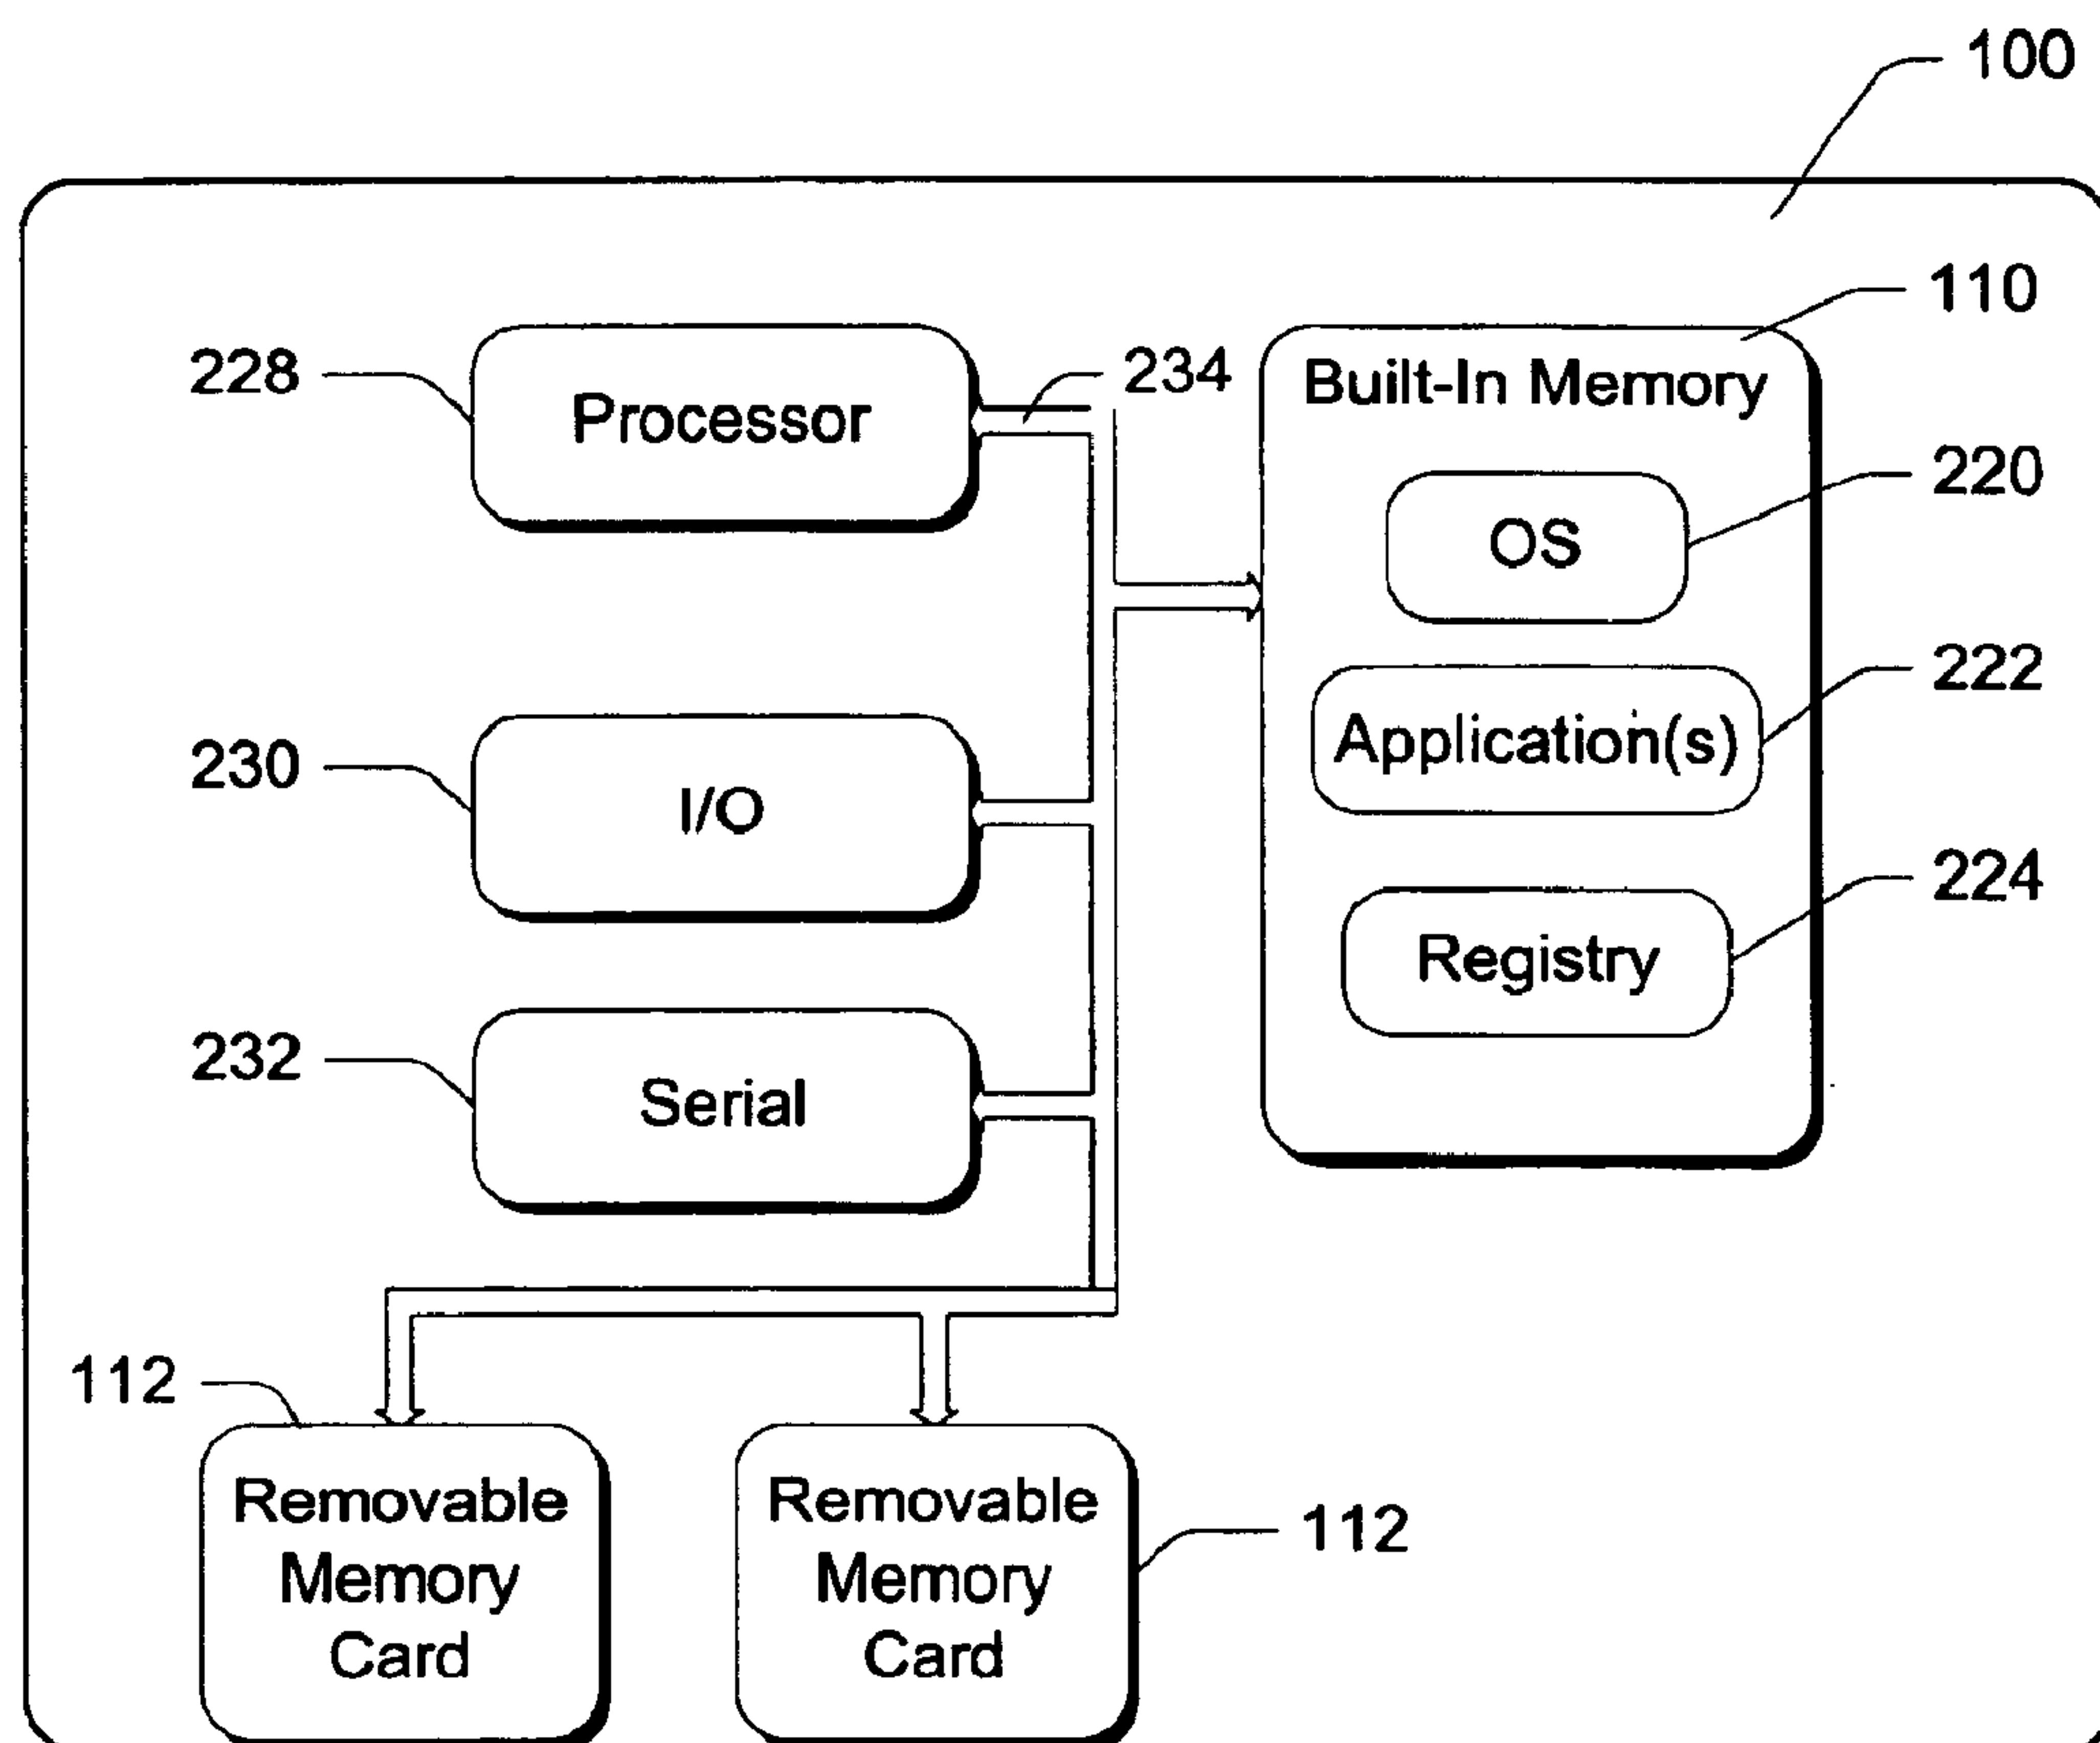 100
110
228
Processor
234
Built-In Memory
220
OS
222
Application(s)
230
I/O
224
Registry
232
Serial
112
Removable
Memory
Card
Removable
Memory
Card
112